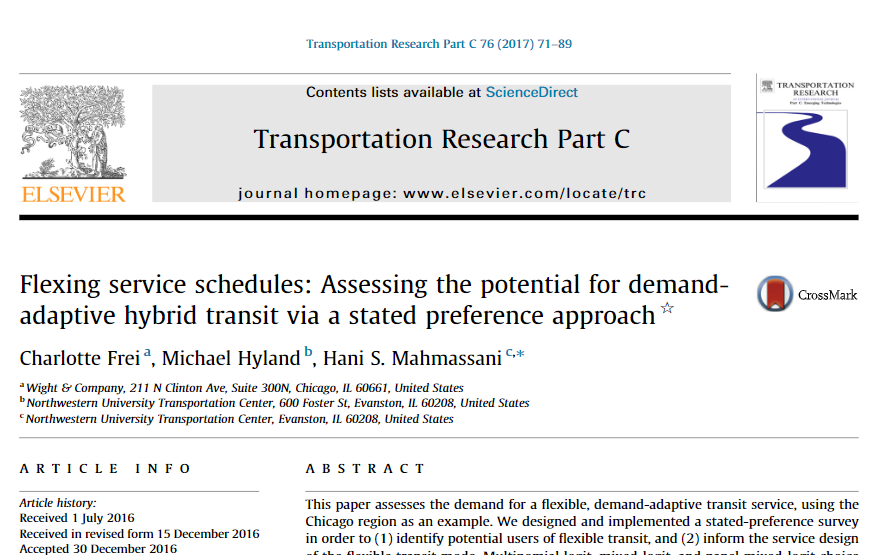 Transportation Research Part C 76 (2017) 71–89
Contents lists available at ScienceDirect
Transportation Research Part C
journal homepage: www.elsevier.com/locate/trc
ELSEVIER
TRANSPORTATION
RESEARCH
Part C: Emerging Technologies
Flexing service schedules: Assessing the potential for demand-
adaptive hybrid transit via a stated preference approach ☆
CrossMark
Charlotte Frei a, Michael Hyland b, Hani S. Mahmassani c,*
a Wight & Company, 211 N Clinton Ave, Suite 300N, Chicago, IL 60661, United States
b Northwestern University Transportation Center, 600 Foster St, Evanston, IL 60208, United States
c Northwestern University Transportation Center, Evanston, IL 60208, United States
ARTICLE INFO
Article history:
Received 1 July 2016
Received in revised form 15 December 2016
Accepted 30 December 2016
ABSTRACT
This paper assesses the demand for a flexible, demand-adaptive transit service, using the
Chicago region as an example. We designed and implemented a stated-preference survey
in order to (1) identify potential users of flexible transit, and (2) inform the service design
of the flexible transit mode. Multinomial logit, mixed-logit, and panel mixed-logit choice